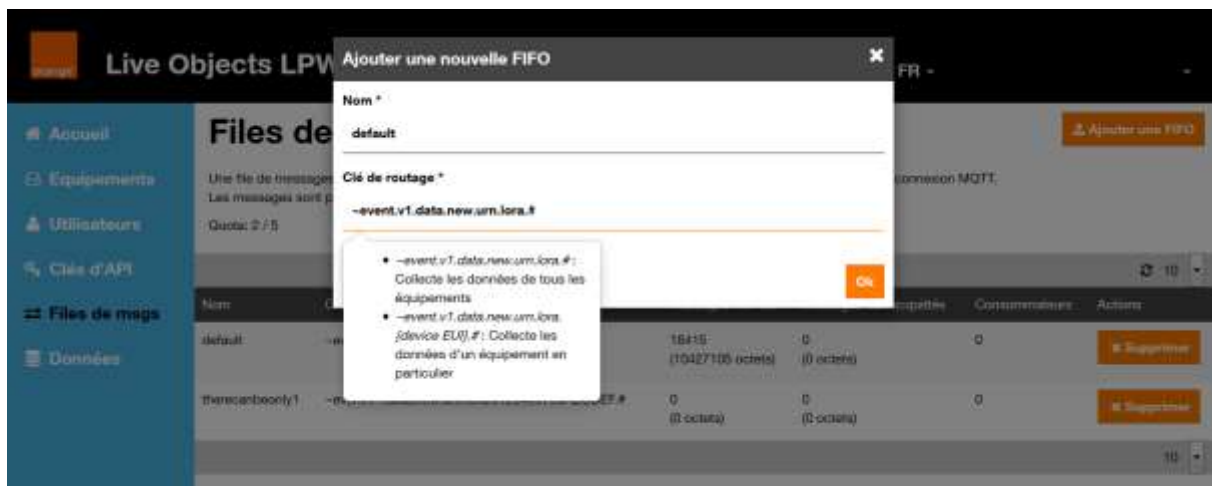 orange
Live Objects LPW
FR
Ajouter une nouvelle FIFO
Nom *
default
Clé de routage *
~event.v1.data.new.urn.lora.#
~event.v1.data.new.urn.lora.# :
Collecte les données de tous les
équipements
~event.v1.data.new.urn.lora.
{device EUI}.# : Collecte les
données d'un équipement en
particulier
Ok
Accueil
Equipements
Utilisateurs
Clés d'API
Files de msgs
Données
Files de
Ajouter une FIFO
Une file de messages
connexion MQTT.
Les messages sont p
Quota: 2 / 5
10
Nom
Consommateurs
Actions
default
(0 octets)
0
0
Supprimer
therecanbeonly1
0
(0 octets)
0
(0 octets)
0
Supprimer
10